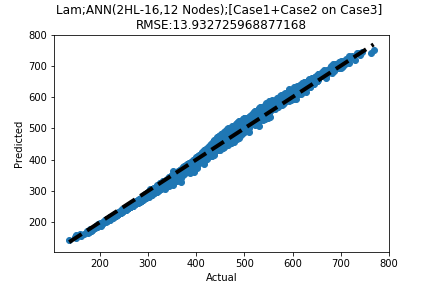 Lam;ANN(2HL-16,12 Nodes);[Case1+Case2 on Case3]
RMSE:13.932725968877168
800
700
600
500
400
300
200
Predicted
200 300 400 500 600 700 800
Actual